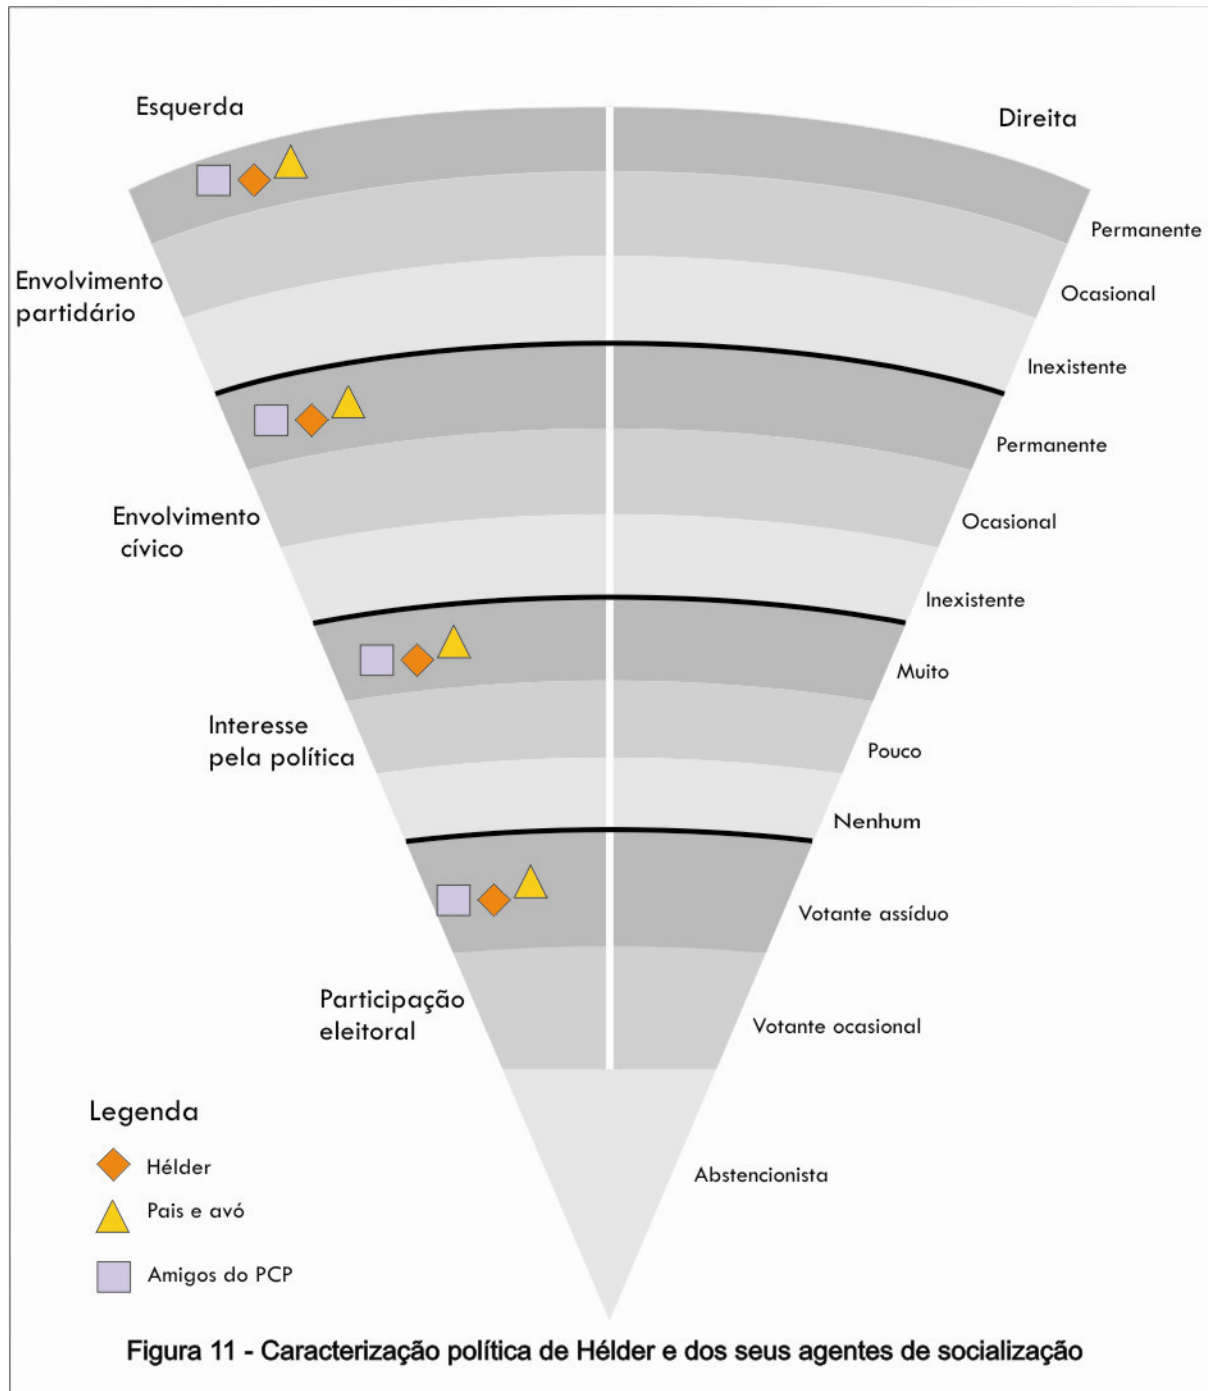 Esquerda
Direita
Permanente
Envolvimento
partidário
Ocasional
Inexistente
Permanente
Envolvimento
cívico
Ocasional
Inexistente
Muito
Interesse
pela política
Pouco
Nenhum
Votante assíduo
Participação
eleitoral
Votante ocasional
Legenda
Hélder
Pais e avó
Amigos do PCP
Abstencionista
Figura 11 - Caracterização política de Hélder e dos seus agentes de socialização